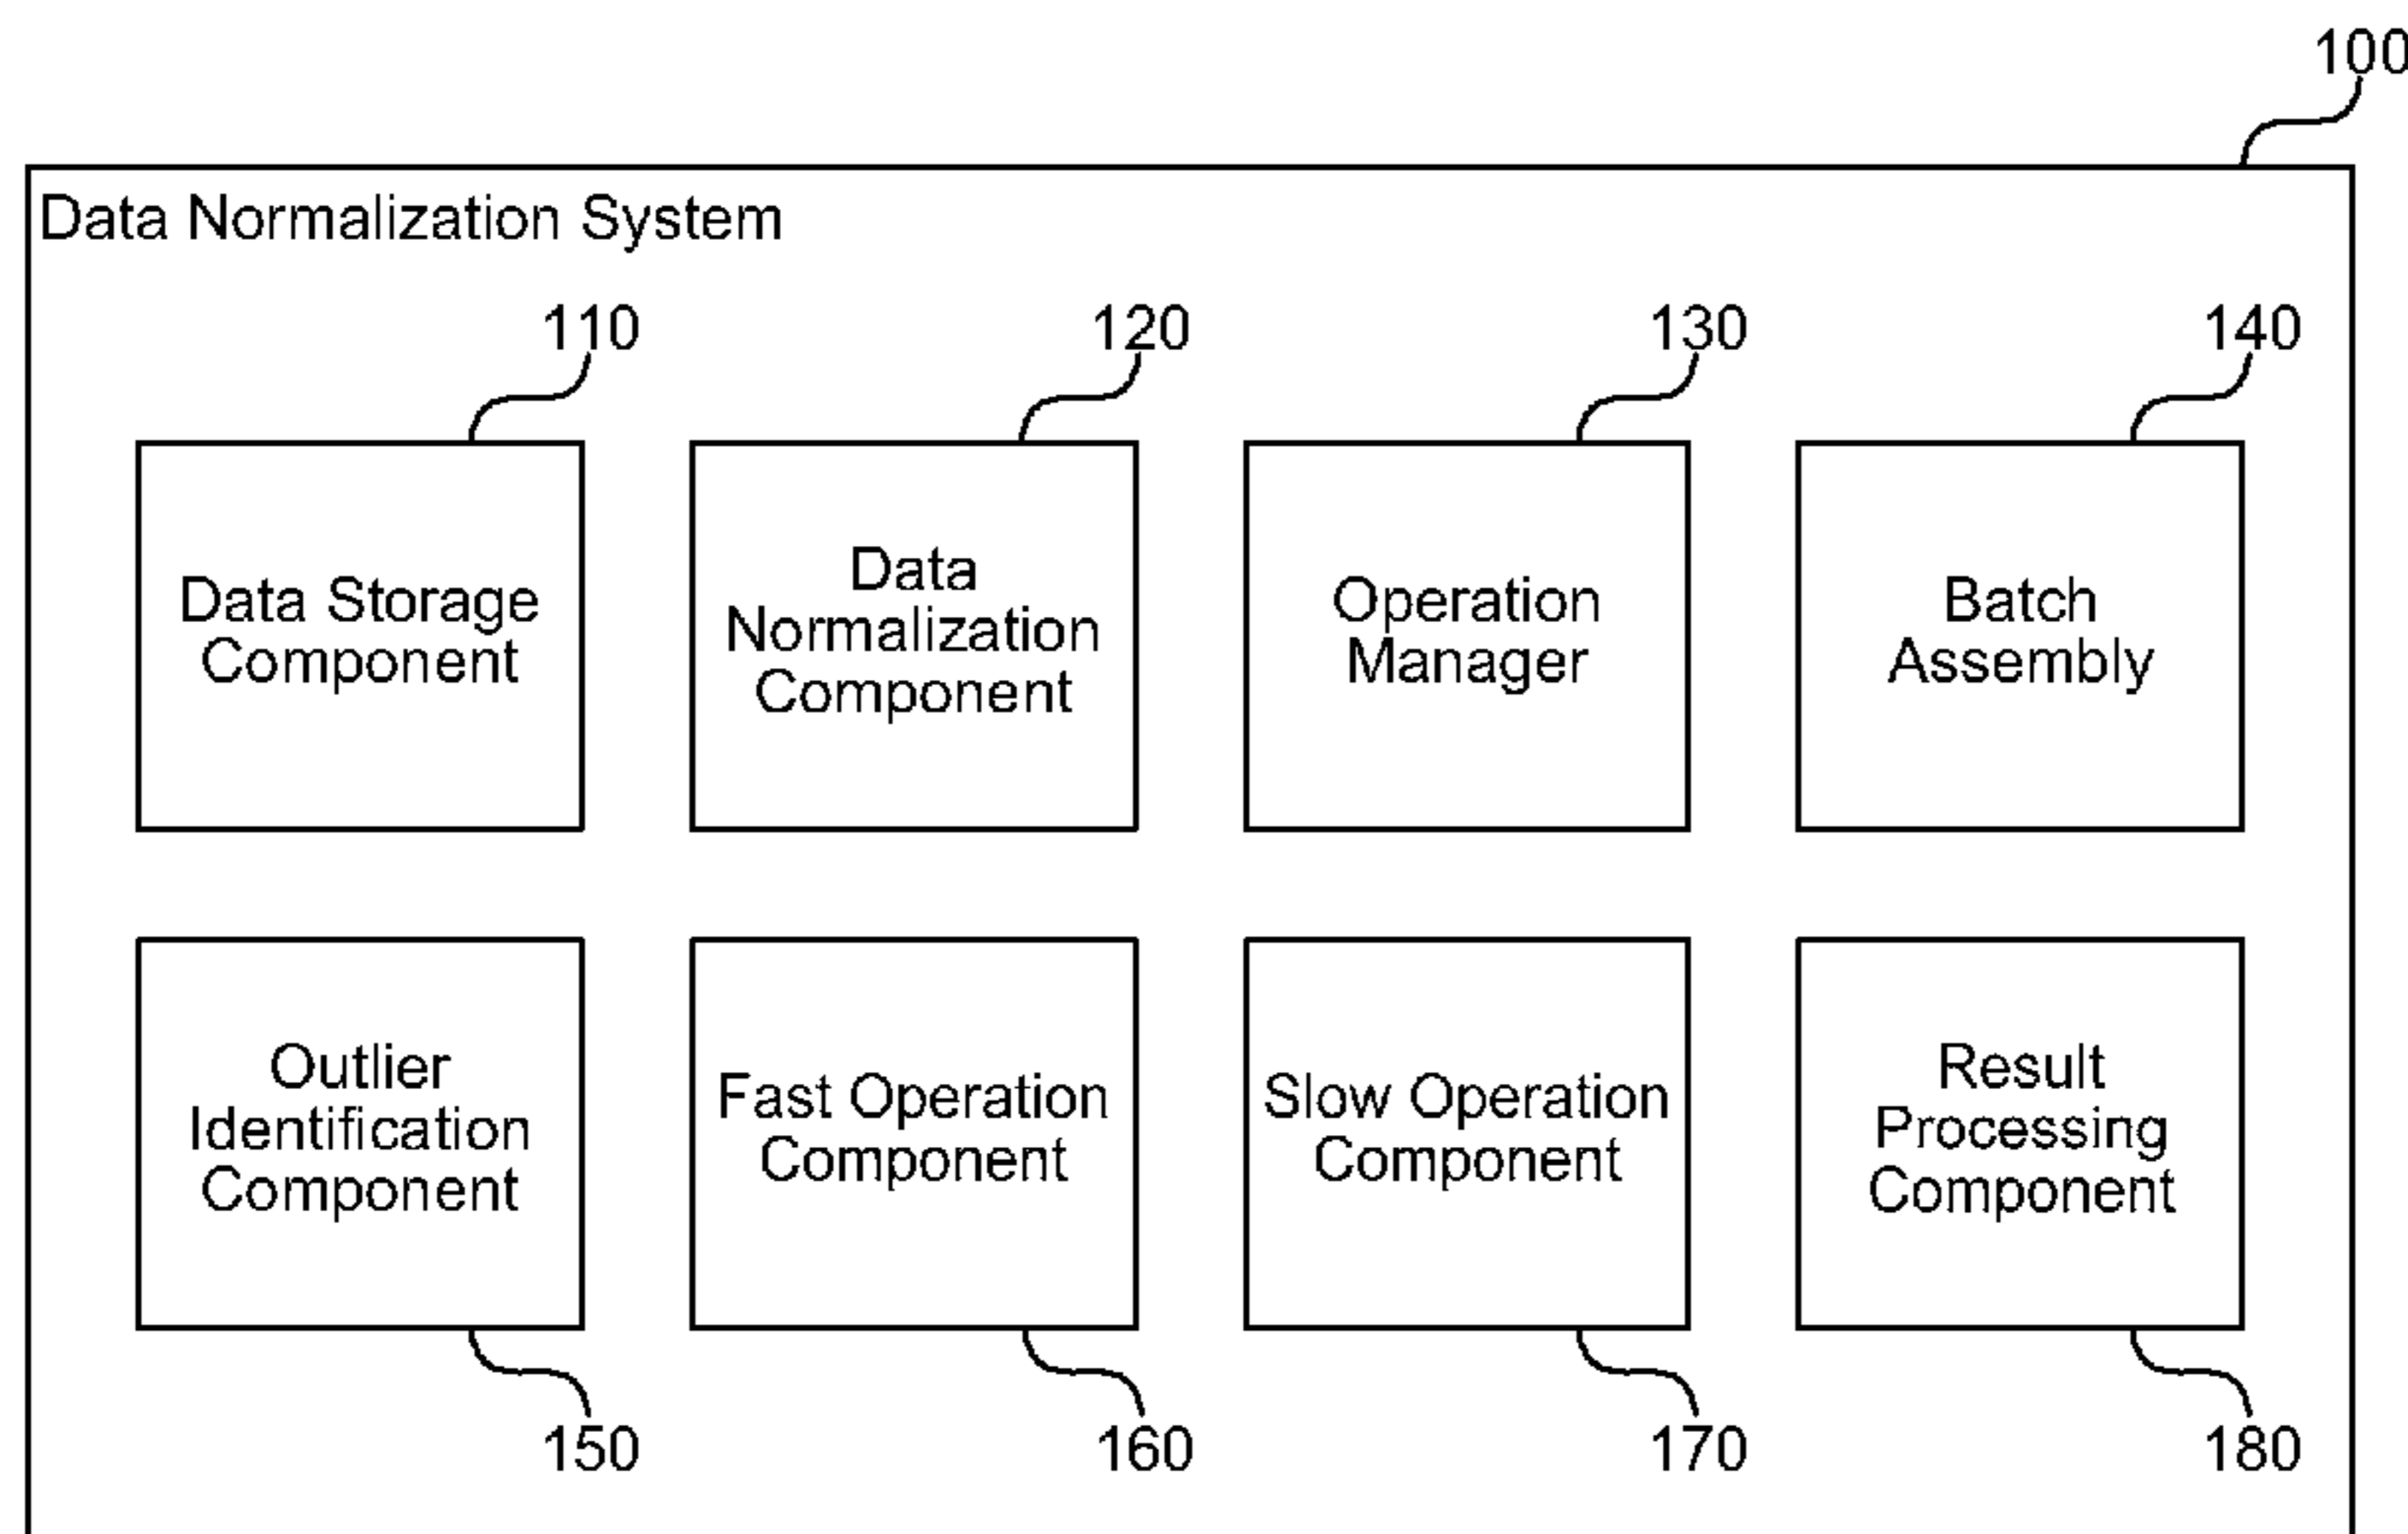 100
Data Normalization System
110
120
130
140
Data Storage
Component
Data
Normalization
Component
Operation
Manager
Batch
Assembly
Outlier
Identification
Component
Fast Operation
Component
Slow Operation
Component
Result
Processing
Component
150
160
170
180